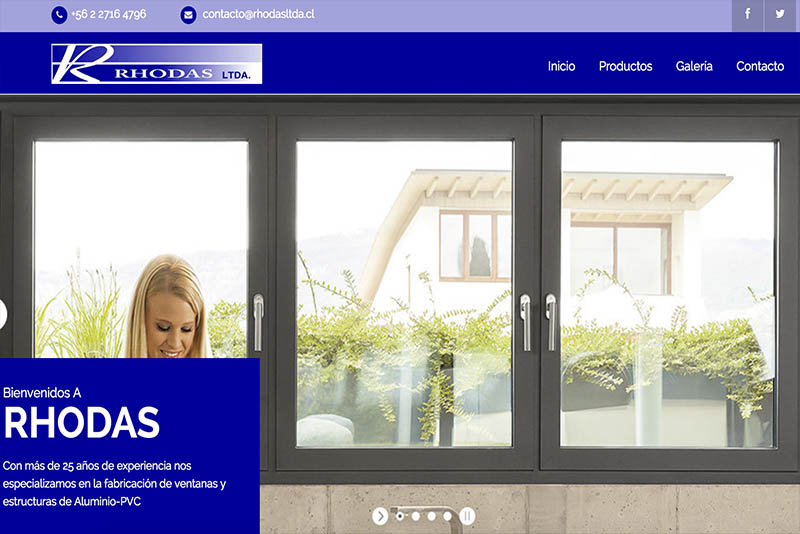 +56 2 2716 4796
contacto@rhodasltda.cl
R RHODAS LTDA.
Inicio
Productos
Galería
Contacto
Bienvenidos A
RHODAS
Con más de 25 años de experiencia nos
especializamos en la fabricación de ventanas y
estructuras de Aluminio-PVC